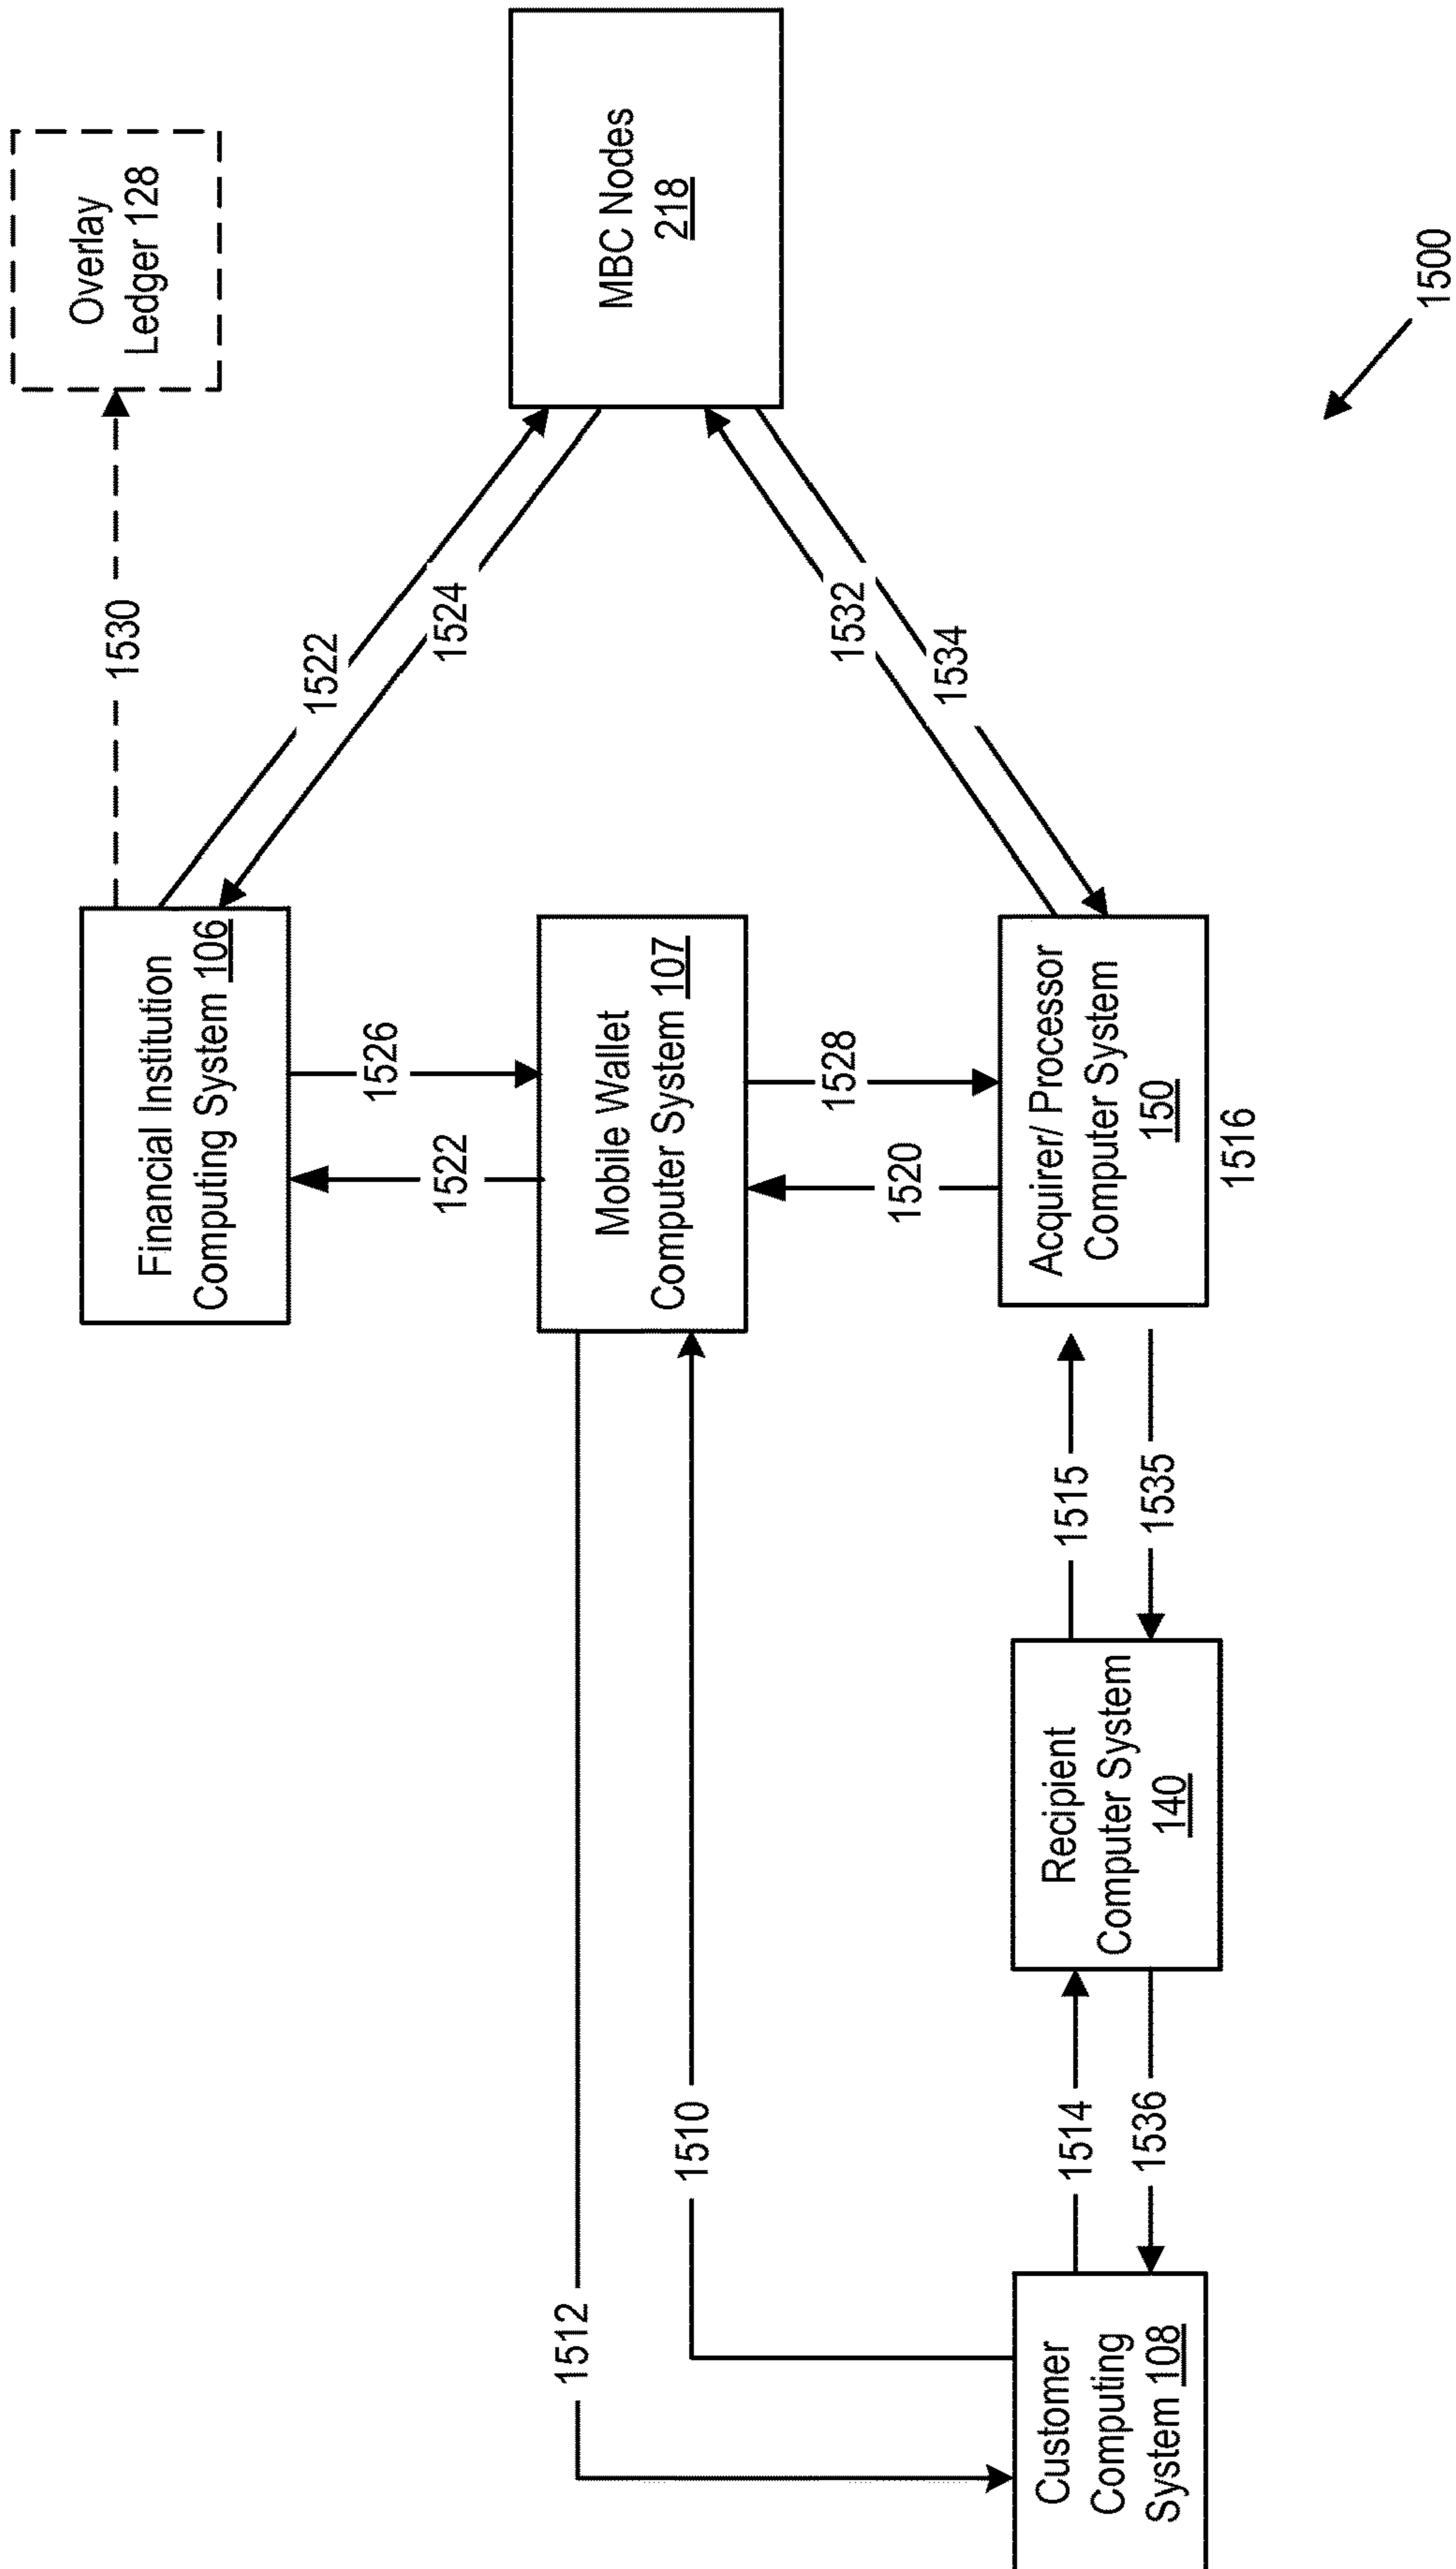 Overlay
Ledger 128
1530
Financial Institution
Computing System 106
1522
1524
MBC Nodes
218
1526
1522
Mobile Wallet
Computer System 107
1512
1510
1528
1520
1532
1534
Customer
Computing
System 108
1514
1536
Recipient
Computer System
140
1515
1535
Acquirer/ Processor
Computer System
150
1516
1500